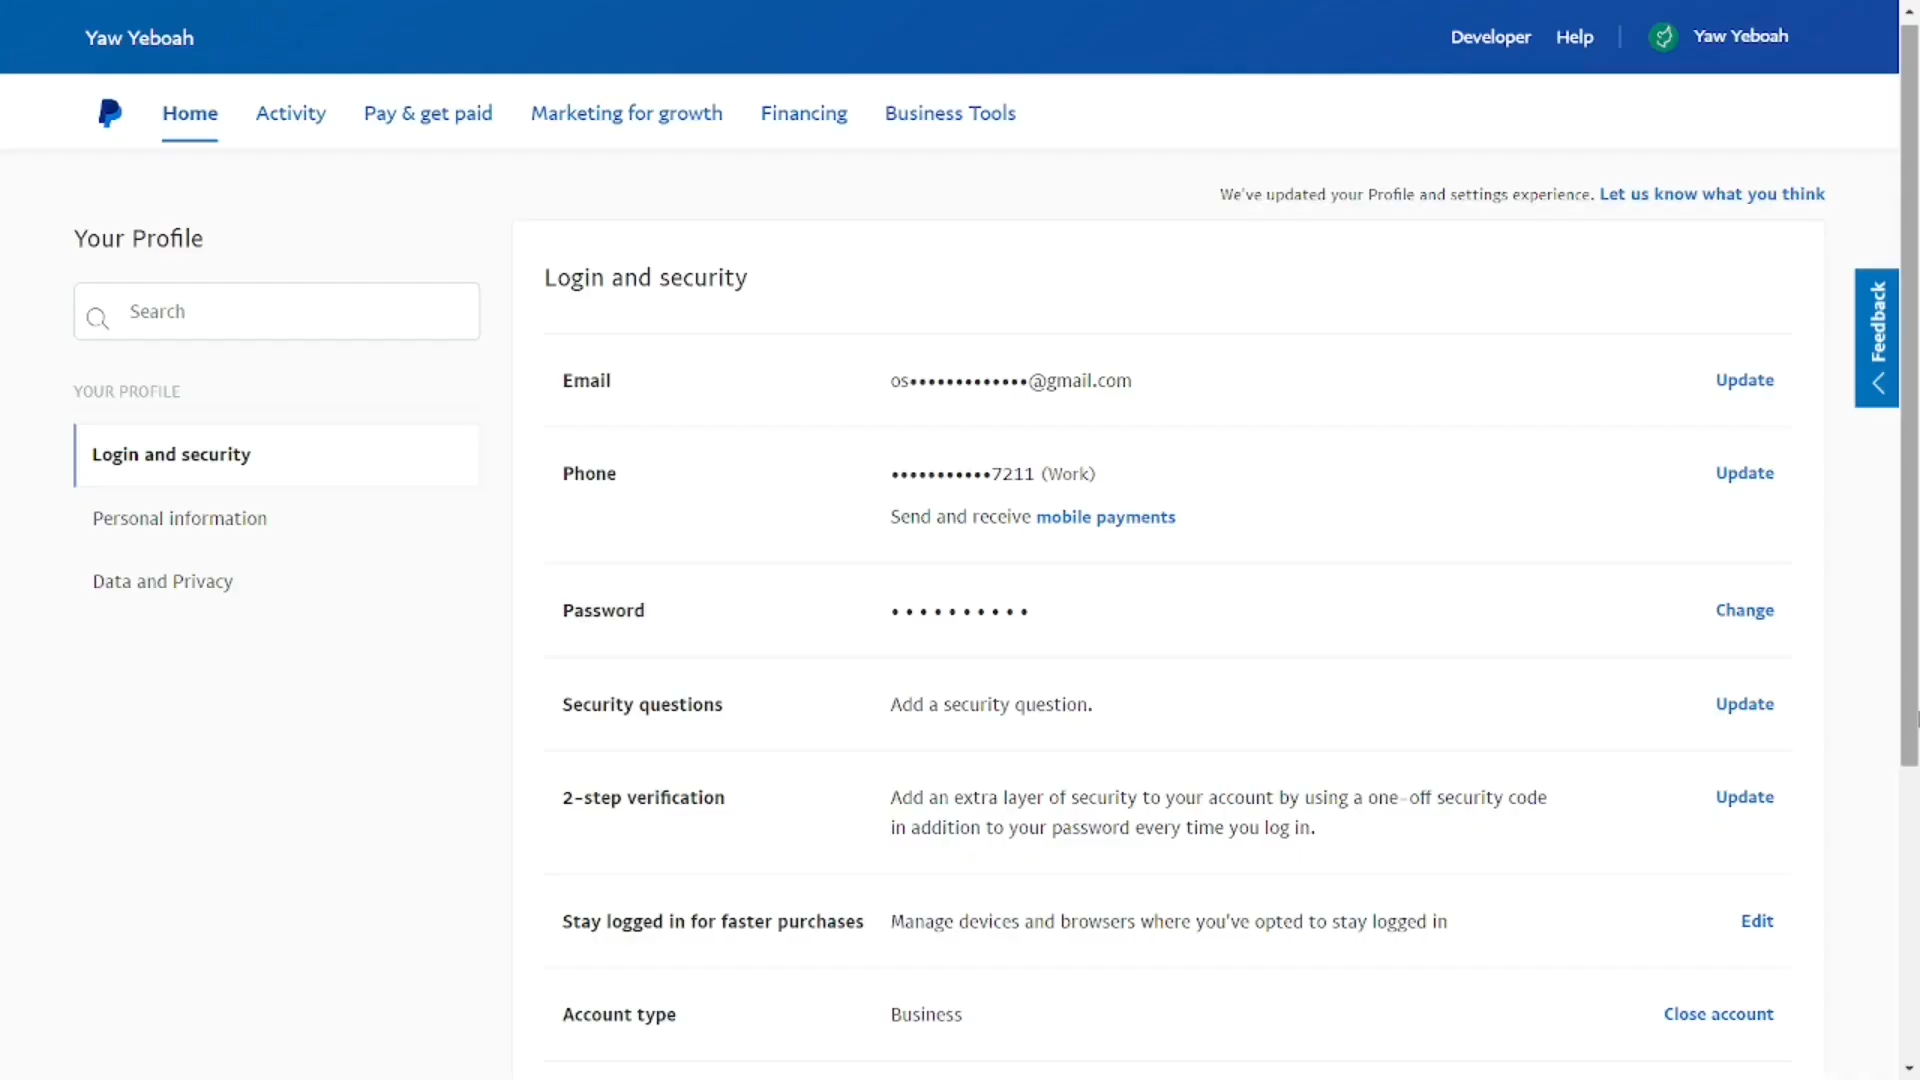 Yaw Yeboah
Developer
Help
Yaw Yeboah
Home
Activity
Pay & get paid
Marketing for growth
Financing
Business Tools
We've updated your Profile and settings experience. Let us know what you think
Your Profile
Search
YOUR PROFILE
Login and security
Personal information
Data and Privacy
Login and security
Email
os•••••••••••••@gmail.com
Update
Phone
•••••••••••7211 (Work)
Update
Send and receive mobile payments
Password
••••••••••
Change
Security questions
Add a security question.
Update
2-step verification
Add an extra layer of security to your account by using a one-off security code
in addition to your password every time you log in.
Update
Stay logged in for faster purchases
Manage devices and browsers where you've opted to stay logged in
Edit
Account type
Business
Close account
Feedback